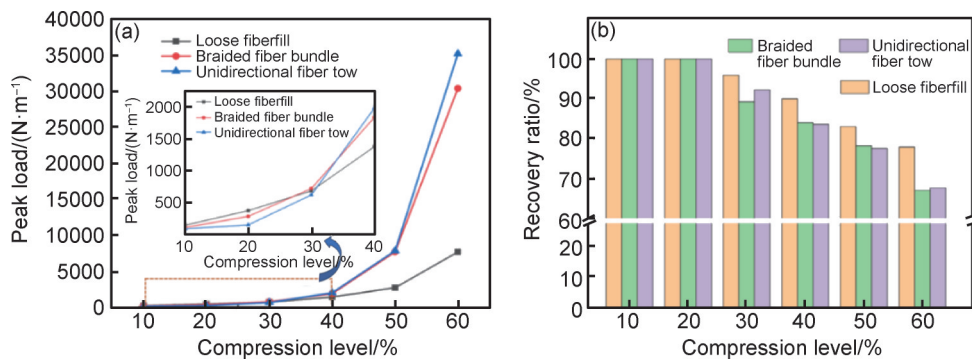 (a)
Loose fiberfill
Braided fiber bundle
Unidirectional fiber tow
Peak load/(N·m⁻¹)
40000
35000
30000
25000
20000
15000
10000
5000
0
10 20 30 40 50 60
Compression level/%
Loose fiberfill
Braided fiber bundle
Unidirectional fiber tow
Peak load/(N·m⁻¹)
2000
1500
1000
500
10 20 30 40
Compression level/%
(b)
Braided
fiber bundle
Unidirectional
fiber tow
Loose fiberfill
Recovery ratio/%
100
90
80
70
60
60
20
10
0
10 20 30 40 50 60
Compression level/%